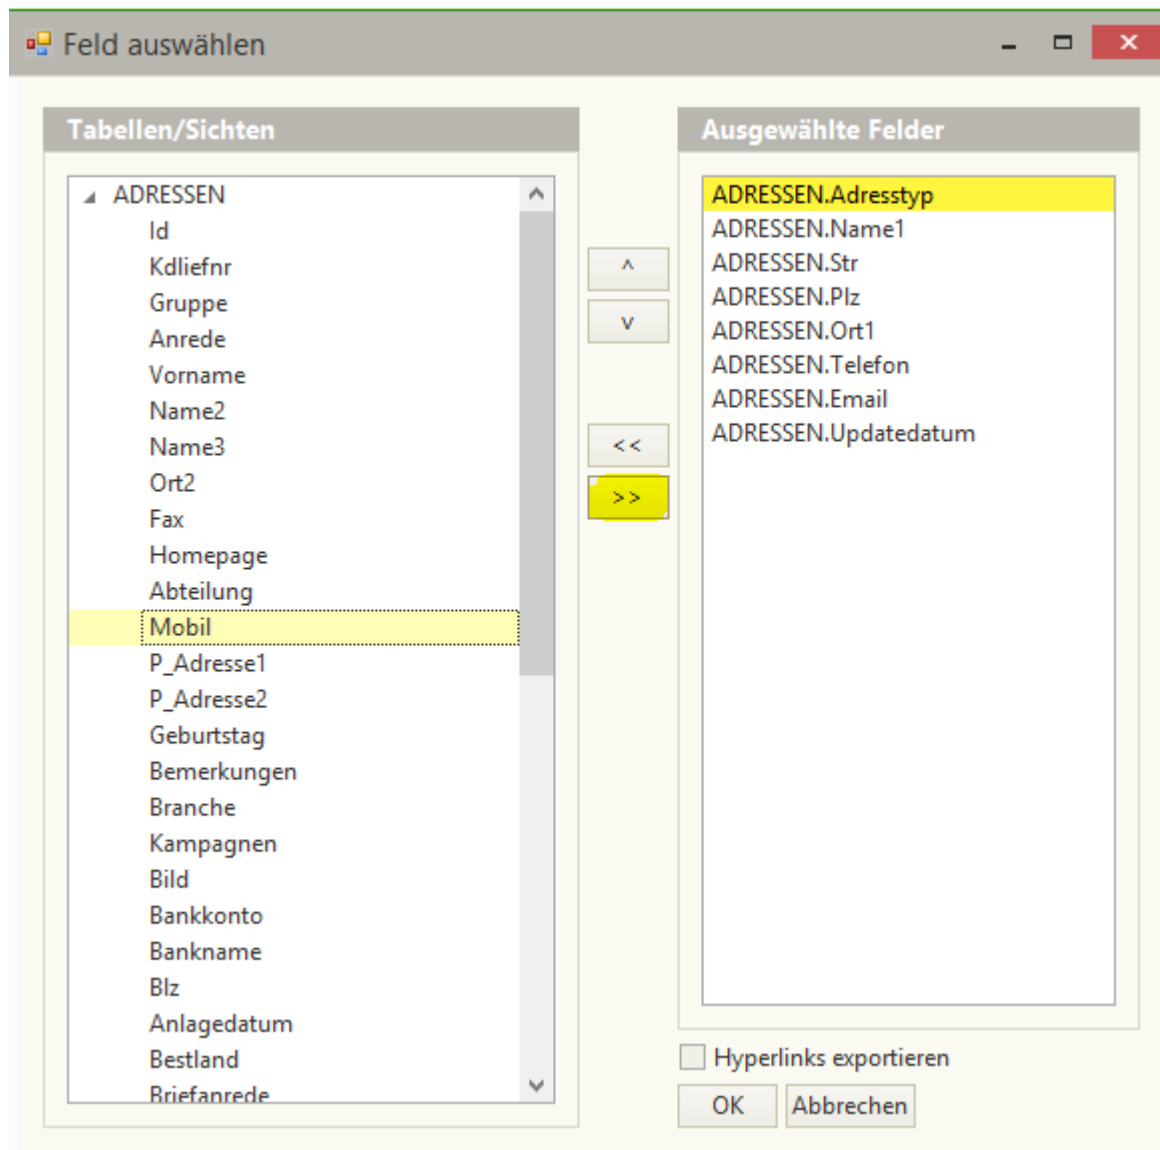 Feld auswählen
Tabellen/Sichten
ADRESSEN
Id
Kdliefnr
Gruppe
Anrede
Vorname
Name2
Name3
Ort2
Fax
Homepage
Abteilung
Mobil
P_Adresse1
P_Adresse2
Geburtstag
Bemerkungen
Branche
Kampagnen
Bild
Bankkonto
Bankname
Blz
Anlagedatum
Bestland
Briefanrede
^
v
<<
>>
Ausgewählte Felder
ADRESSEN.Adresstyp
ADRESSEN.Name1
ADRESSEN.Str
ADRESSEN.Plz
ADRESSEN.Ort1
ADRESSEN.Telefon
ADRESSEN.Email
ADRESSEN.Updatedatum
Hyperlinks exportieren
OK
Abbrechen